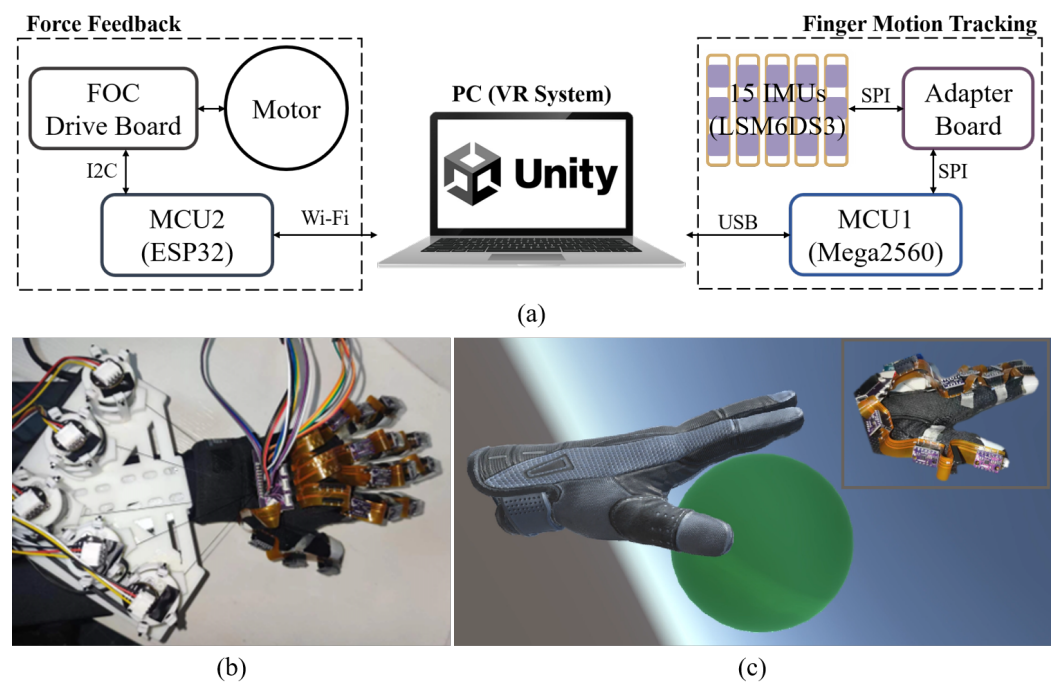 Force Feedback
Finger Motion Tracking
PC (VR System)
FOC
Drive Board
Motor
I2C
MCU2
(ESP32)
Wi-Fi
Unity
15 IMUs
(LSM6DS3)
SPI
Adapter
Board
SPI
USB
MCU1
(Mega2560)
(a)
(b)
(c)